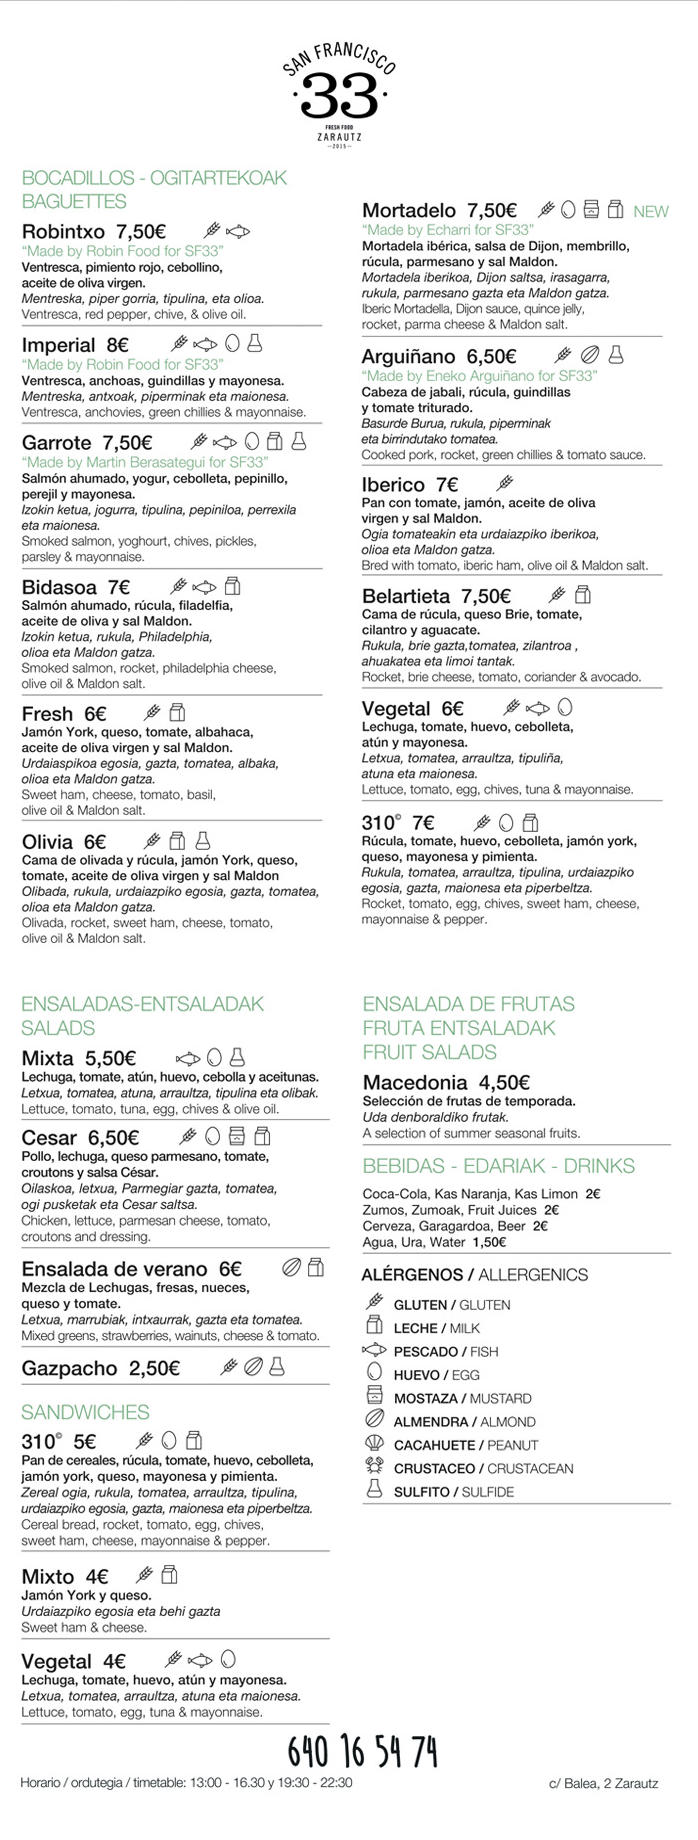 SAN FRANCISCO
·33·
FRESH FOOD
ZARAUTZ
—2015—
BOCADILLOS - OGITARTEKOAK
BAGUETTES
Robintxo 7,50€
“Made by Robin Food for SF33”
Ventresca, pimiento rojo, cebollino,
aceite de oliva virgen.
Mentreska, piper gorria, tipulina, eta olioa.
Ventresca, red pepper, chive, & olive oil.
Imperial 8€
“Made by Robin Food for SF33”
Ventresca, anchoas, guindillas y mayonesa.
Mentreska, antxoak, piperminak eta maionesa.
Ventresca, anchovies, green chillies & mayonnaise.
Garrote 7,50€
“Made by Martin Berasategui for SF33”
Salmón ahumado, yogur, cebolleta, pepinillo,
perejil y mayonesa.
Izokin ketua, jogurra, tipulina, pepiniloa, perrexila
eta maionesa.
Smoked salmon, yoghourt, chives, pickles,
parsley & mayonnaise.
Bidasoa 7€
Salmón ahumado, rúcula, filadelfia,
aceite de oliva y sal Maldon.
Izokin ketua, rukula, Philadelphia,
olioa eta Maldon gatza.
Smoked salmon, rocket, philadelphia cheese,
olive oil & Maldon salt.
Fresh 6€
Jamón York, queso, tomate, albahaca,
aceite de oliva virgen y sal Maldon.
Urdaiaspikoa egosia, gazta, tomatea, albaka,
olioa eta Maldon gatza.
Sweet ham, cheese, tomato, basil,
olive oil & Maldon salt.
Olivia 6€
Cama de olivada y rúcula, jamón York, queso,
tomate, aceite de oliva virgen y sal Maldon
Olibada, rukula, urdaiazpiko egosia, gazta, tomatea,
olioa eta Maldon gatza.
Olivada, rocket, sweet ham, cheese, tomato,
olive oil & Maldon salt.
Mortadelo 7,50€ NEW
“Made by Echarri for SF33”
Mortadela ibérica, salsa de Dijon, membrillo,
rúcula, parmesano y sal Maldon.
Mortadela iberikoa, Dijon saltsa, irasagarra,
rukula, parmesano gazta eta Maldon gatza.
Iberic Mortadella, Dijon sauce, quince jelly,
rocket, parma cheese & Maldon salt.
Arguiñano 6,50€
“Made by Eneko Arguiñano for SF33”
Cabeza de jabali, rúcula, guindillas
y tomate triturado.
Basurde Burua, rukula, piperminak
eta birrindutako tomatea.
Cooked pork, rocket, green chillies & tomato sauce.
Iberico 7€
Pan con tomate, jamón, aceite de oliva
virgen y sal Maldon.
Ogia tomateakin eta urdaiazpiko iberikoa,
olioa eta Maldon gatza.
Bred with tomato, iberic ham, olive oil & Maldon salt.
Belartieta 7,50€
Cama de rúcula, queso Brie, tomate,
cilantro y aguacate.
Rukula, brie gazta,tomatea, zilantroa ,
ahuakatea eta limoi tantak.
Rocket, brie cheese, tomato, coriander & avocado.
Vegetal 6€
Lechuga, tomate, huevo, cebolleta,
atún y mayonesa.
Letxua, tomatea, arraultza, tipuliña,
atuna eta maionesa.
Lettuce, tomato, egg, chives, tuna & mayonnaise.
310© 7€
Rúcula, tomate, huevo, cebolleta, jamón york,
queso, mayonesa y pimienta.
Rukula, tomatea, arraultza, tipulina, urdaiazpiko
egosia, gazta, maionesa eta piperbeltza.
Rocket, tomato, egg, chives, sweet ham, cheese,
mayonnaise & pepper.
ENSALADAS-ENTSALADAK
SALADS
Mixta 5,50€
Lechuga, tomate, atún, huevo, cebolla y aceitunas.
Letxua, tomatea, atuna, arraultza, tipulina eta olibak.
Lettuce, tomato, tuna, egg, chives & olive oil.
Cesar 6,50€
Pollo, lechuga, queso parmesano, tomate,
croutons y salsa César.
Oilaskoa, letxua, Parmegiar gazta, tomatea,
ogi pusketak eta Cesar saltsa.
Chicken, lettuce, parmesan cheese, tomato,
croutons and dressing.
Ensalada de verano 6€
Mezcla de Lechugas, fresas, nueces,
queso y tomate.
Letxua, marrubiak, intxaurrak, gazta eta tomatea.
Mixed greens, strawberries, wainuts, cheese & tomato.
Gazpacho 2,50€
SANDWICHES
310© 5€
Pan de cereales, rúcula, tomate, huevo, cebolleta,
jamón york, queso, mayonesa y pimienta.
Zereal ogia, rukula, tomatea, arraultza, tipulina,
urdaiazpiko egosia, gazta, maionesa eta piperbeltza.
Cereal bread, rocket, tomato, egg, chives,
sweet ham, cheese, mayonnaise & pepper.
Mixto 4€
Jamón York y queso.
Urdaiazpiko egosia eta behi gazta
Sweet ham & cheese.
Vegetal 4€
Lechuga, tomate, huevo, atún y mayonesa.
Letxua, tomatea, arraultza, atuna eta maionesa.
Lettuce, tomato, egg, tuna & mayonnaise.
ENSALADA DE FRUTAS
FRUTA ENTSALADAK
FRUIT SALADS
Macedonia 4,50€
Selección de frutas de temporada.
Uda denboraldiko frutak.
A selection of summer seasonal fruits.
BEBIDAS - EDARIAK - DRINKS
Coca-Cola, Kas Naranja, Kas Limon 2€
Zumos, Zumoak, Fruit Juices 2€
Cerveza, Garagardoa, Beer 2€
Agua, Ura, Water 1,50€
ALÉRGENOS / ALLERGENICS
GLUTEN / GLUTEN
LECHE / MILK
PESCADO / FISH
HUEVO / EGG
MOSTAZA / MUSTARD
ALMENDRA / ALMOND
CACAHUETE / PEANUT
CRUSTACEO / CRUSTACEAN
SULFITO / SULFIDE
640 16 54 74
Horario / ordutegia / timetable: 13:00 - 16.30 y 19:30 - 22:30
c/ Balea, 2 Zarautz